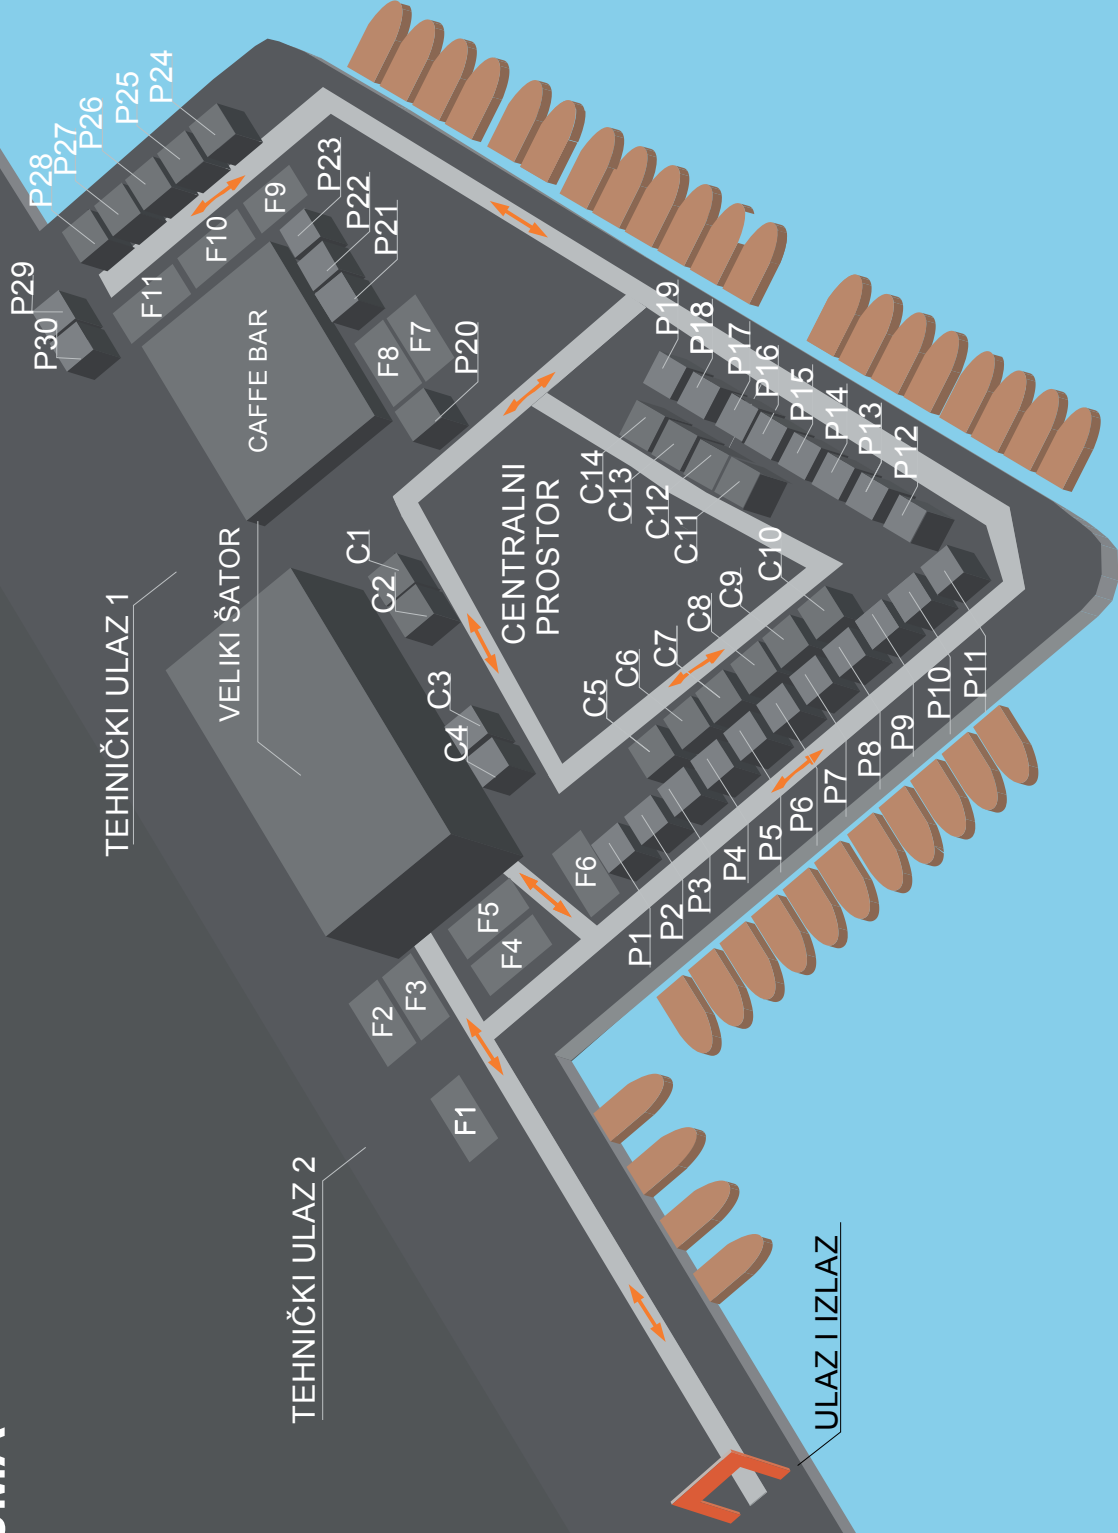 P24
P25
P26
P27
P28
P29
P30
P23
P22
P21
F9
F10
F11
CAFFE BAR
F8
F7
P20
P19
P18
P17
P16
P15
P14
P13
P12
C14
C13
C12
C11
C10
C9
C8
C7
C6
C5
CENTRALNI
PROSTOR
C1
C2
C3
C4
VELIKI ŠATOR
TEHNIČKI ULAZ 1
P11
P10
P9
P8
P7
P6
P5
P4
P3
P2
P1
F6
F5
F4
F3
F2
F1
TEHNIČKI ULAZ 2
ULAZ I IZLAZ